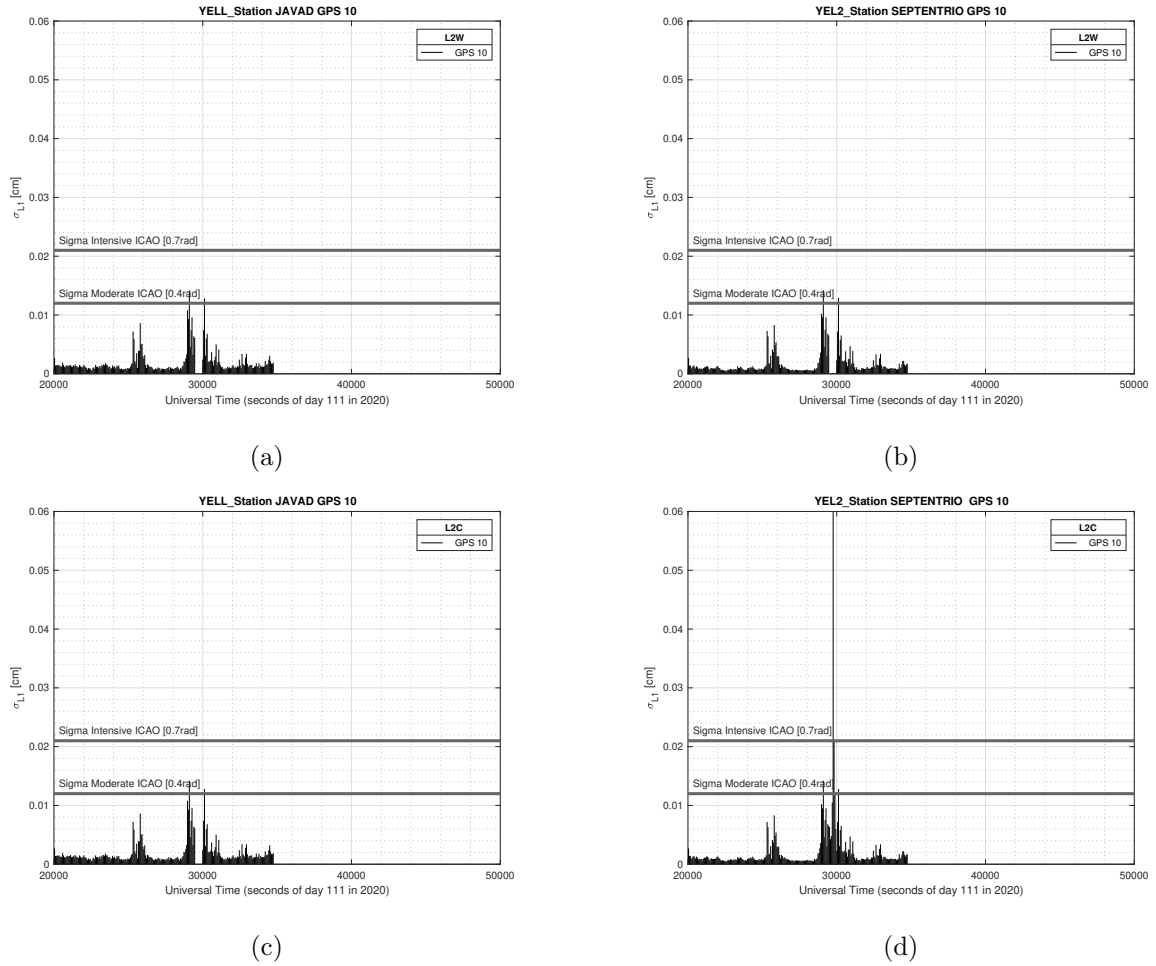 YELL_Station JAVAD GPS 10
0.06
0.05
0.04
0.03
0.02
0.01
0
σL1 [cm]
L2W
GPS 10
Sigma Intensive ICAO [0.7rad]
Sigma Moderate ICAO [0.4rad]
20000 30000 40000 50000
Universal Time (seconds of day 111 in 2020)
(a)
YEL2_Station SEPTENTRIO GPS 10
0.06
0.05
0.04
0.03
0.02
0.01
0
σL1 [cm]
L2W
GPS 10
Sigma Intensive ICAO [0.7rad]
Sigma Moderate ICAO [0.4rad]
20000 30000 40000 50000
Universal Time (seconds of day 111 in 2020)
(b)
YELL_Station JAVAD GPS 10
0.06
0.05
0.04
0.03
0.02
0.01
0
σL1 [cm]
L2C
GPS 10
Sigma Intensive ICAO [0.7rad]
Sigma Moderate ICAO [0.4rad]
20000 30000 40000 50000
Universal Time (seconds of day 111 in 2020)
(c)
YEL2_Station SEPTENTRIO GPS 10
0.06
0.05
0.04
0.03
0.02
0.01
0
σL1 [cm]
L2C
GPS 10
Sigma Intensive ICAO [0.7rad]
Sigma Moderate ICAO [0.4rad]
20000 30000 40000 50000
Universal Time (seconds of day 111 in 2020)
(d)